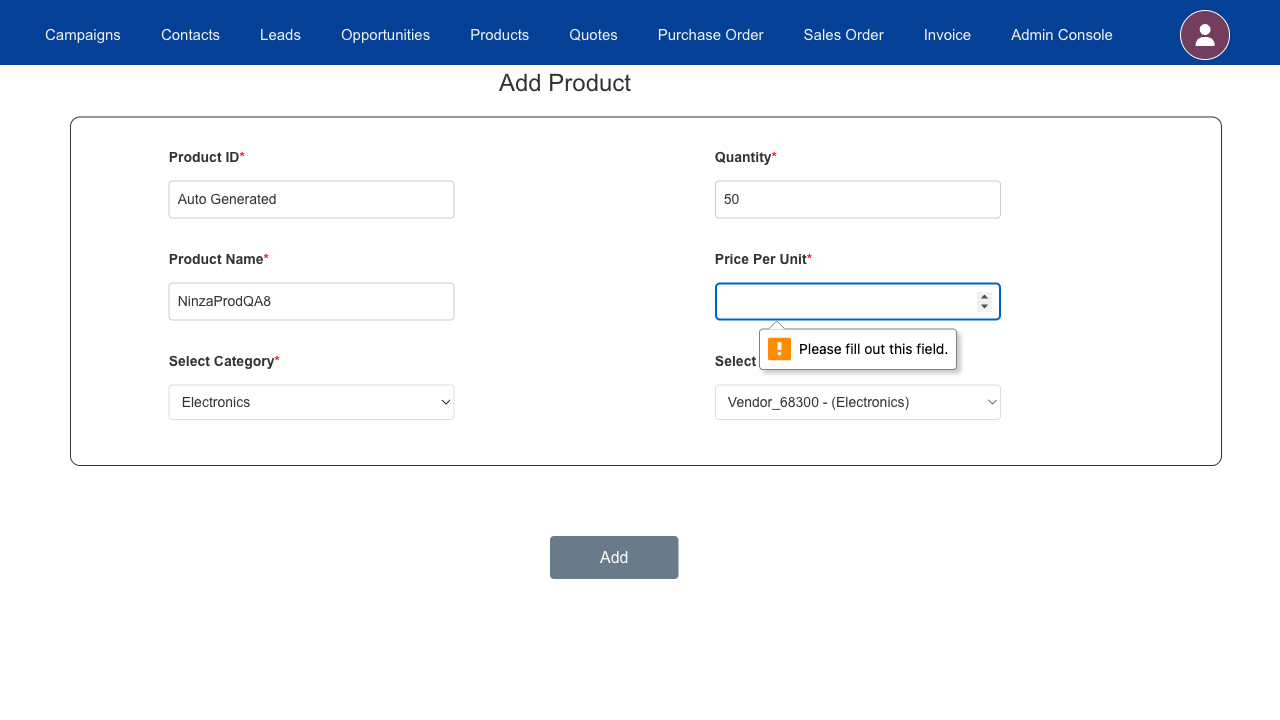 Campaigns Contacts Leads Opportunities Products Quotes Purchase Order Sales Order Invoice Admin Console
Add Product
Product ID* Quantity*
Auto Generated 50
Product Name* Price Per Unit*
NinzaProdQA8
Please fill out this field.
Select Category* Select
Electronics Vendor_68300 - (Electronics)
Add